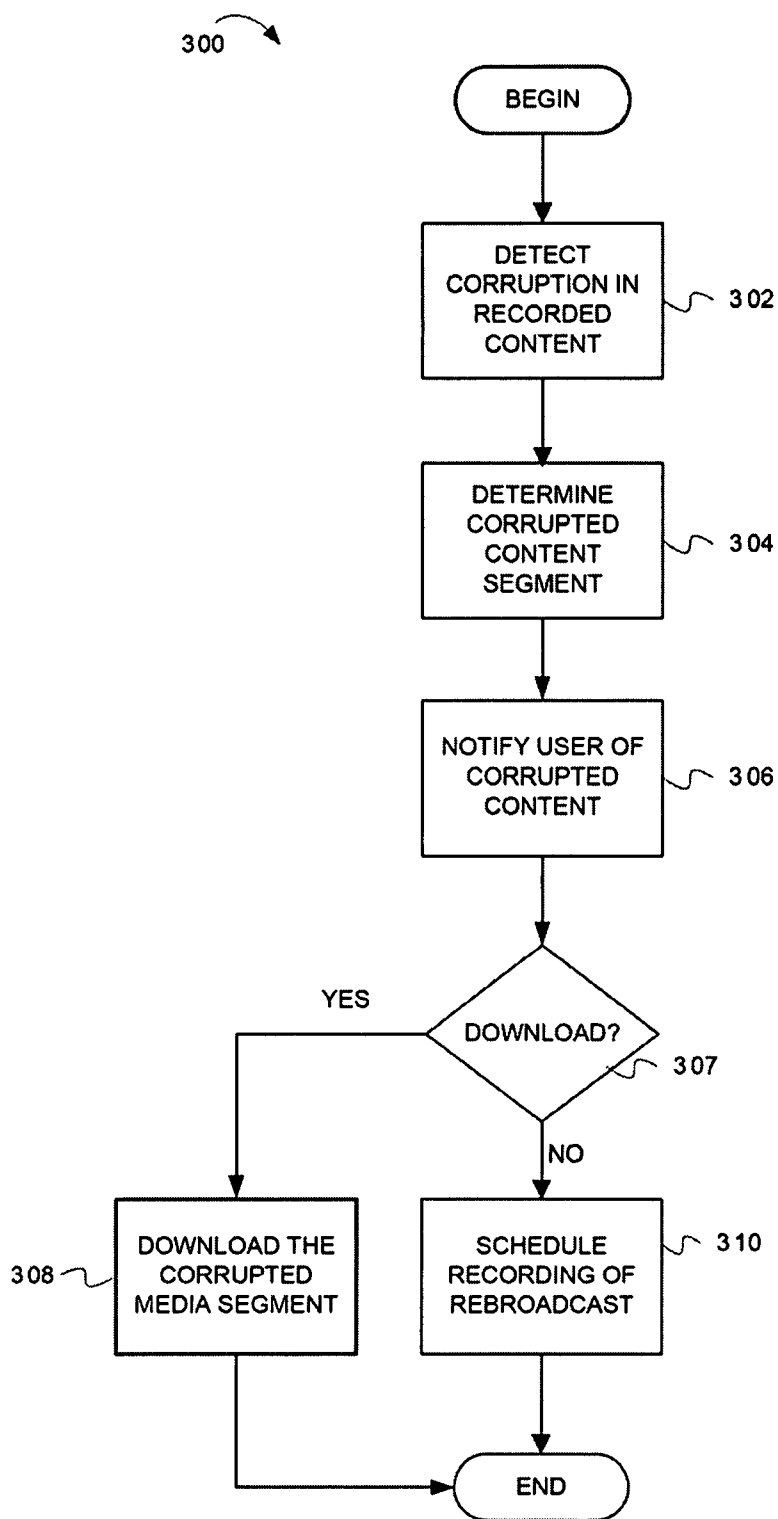 300
BEGIN
DETECT
CORRUPTION IN
RECORDED
CONTENT
302
DETERMINE
CORRUPTED
CONTENT
SEGMENT
304
NOTIFY USER OF
CORRUPTED
CONTENT
306
YES
DOWNLOAD?
307
NO
308
DOWNLOAD THE
CORRUPTED
MEDIA SEGMENT
SCHEDULE
RECORDING OF
REBROADCAST
310
END